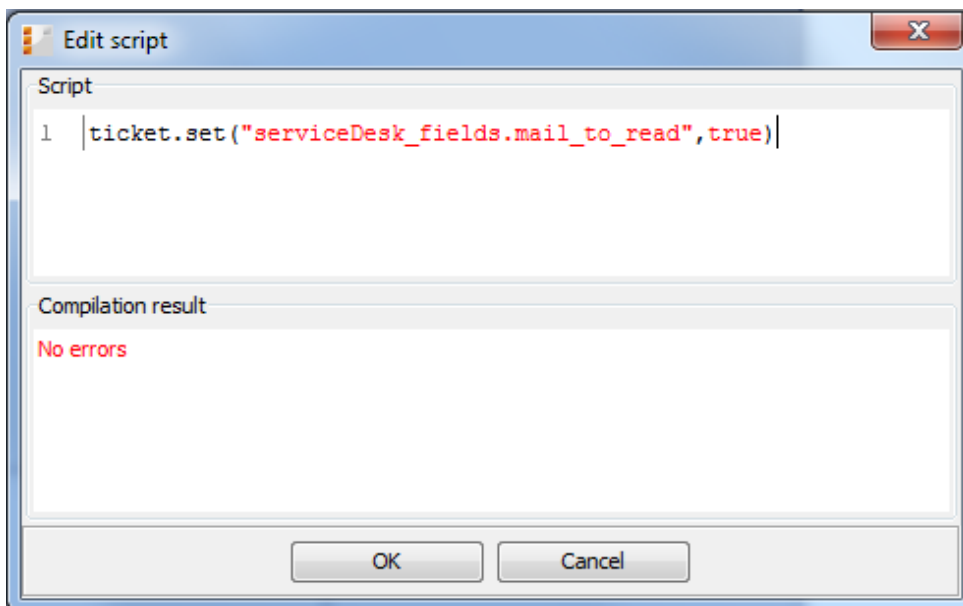 Edit script
Script
1 ticket.set("serviceDesk_fields.mail_to_read",true)
Compilation result
No errors
OK Cancel